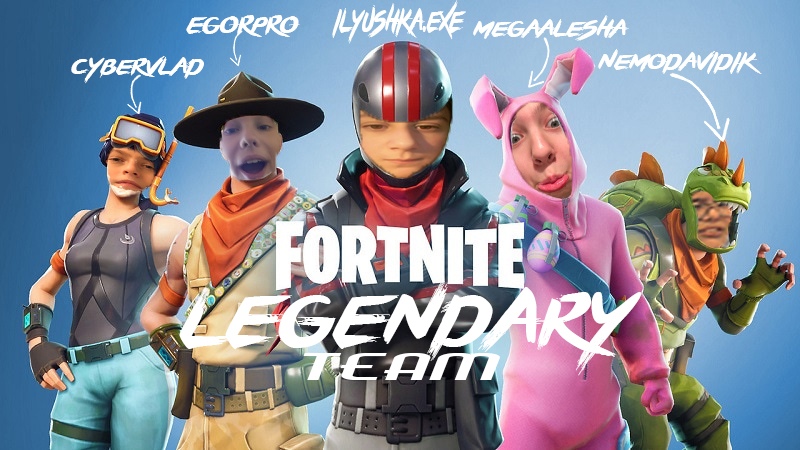 EGORPRO
ILYUSHKA.EXE
MEGAALESHA
CYBERVLAD
NEMODAVIDIK
FORTNITE
LEGENDARY
TEAM